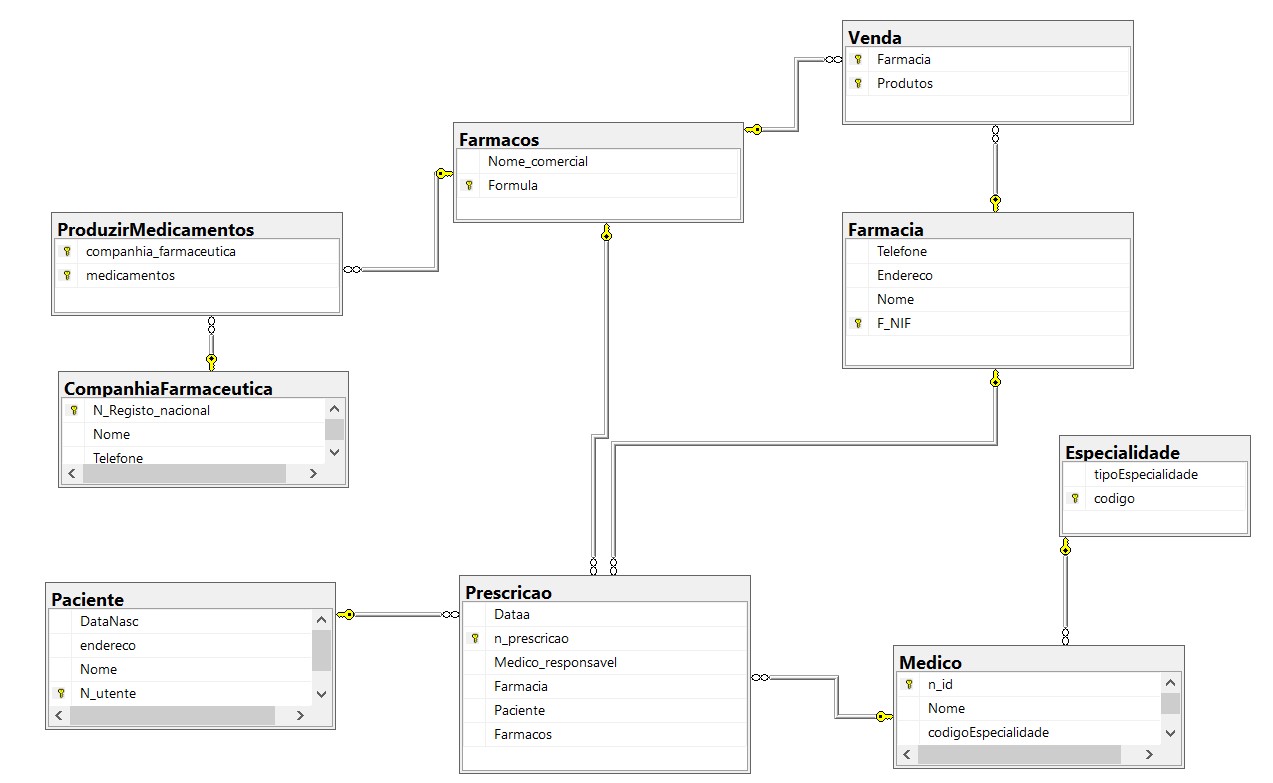 Venda
Farmacia
Produtos
Farmacos
Nome_comercial
Formula
ProduzirMedicamentos
companhia_farmaceutica
medicamentos
Farmacia
Telefone
Endereco
Nome
F_NIF
CompanhiaFarmaceutica
N_Registo_nacional
Nome
Telefone
Especialidade
tipoEspecialidade
codigo
Paciente
DataNasc
endereco
Nome
N_utente
Prescricao
Dataa
n_prescricao
Medico_responsavel
Farmacia
Paciente
Farmacos
Medico
n_id
Nome
codigoEspecialidade